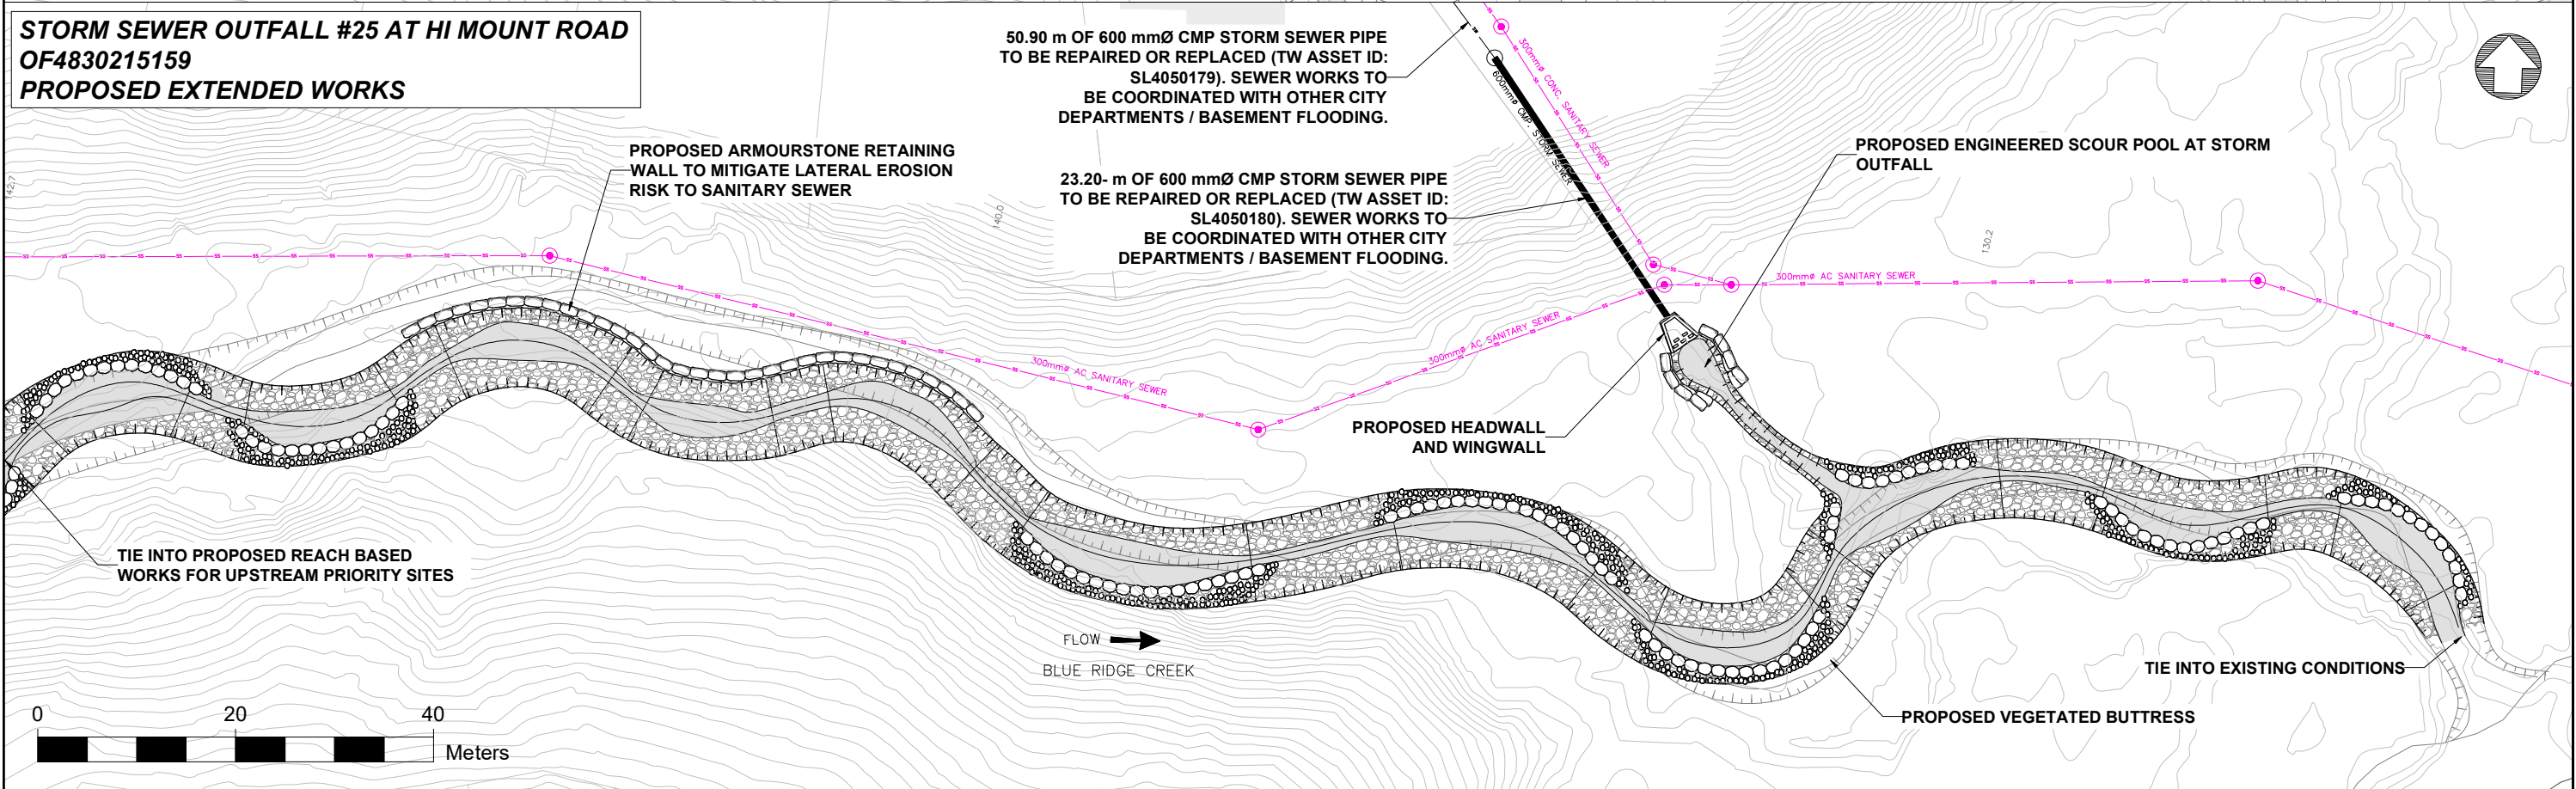 STORM SEWER OUTFALL #25 AT HI MOUNT ROAD
OF4830215159
PROPOSED EXTENDED WORKS
50.90 m OF 600 mmØ CMP STORM SEWER PIPE
TO BE REPAIRED OR REPLACED (TW ASSET ID:
SL4050179). SEWER WORKS TO
BE COORDINATED WITH OTHER CITY
DEPARTMENTS / BASEMENT FLOODING.
300mmø CONC. SANITARY SEWER
600mmø CMP. STORM SEWER
PROPOSED ARMOURSTONE RETAINING
WALL TO MITIGATE LATERAL EROSION
RISK TO SANITARY SEWER
PROPOSED ENGINEERED SCOUR POOL AT STORM
OUTFALL
23.20- m OF 600 mmØ CMP STORM SEWER PIPE
TO BE REPAIRED OR REPLACED (TW ASSET ID:
SL4050180). SEWER WORKS TO
BE COORDINATED WITH OTHER CITY
DEPARTMENTS / BASEMENT FLOODING.
142.7
140.0
130.2
300mmø AC SANITARY SEWER
300mmø AC SANITARY SEWER
300mmø AC SANITARY SEWER
PROPOSED HEADWALL
AND WINGWALL
TIE INTO PROPOSED REACH BASED
WORKS FOR UPSTREAM PRIORITY SITES
FLOW
BLUE RIDGE CREEK
TIE INTO EXISTING CONDITIONS
PROPOSED VEGETATED BUTTRESS
0 20 40
Meters